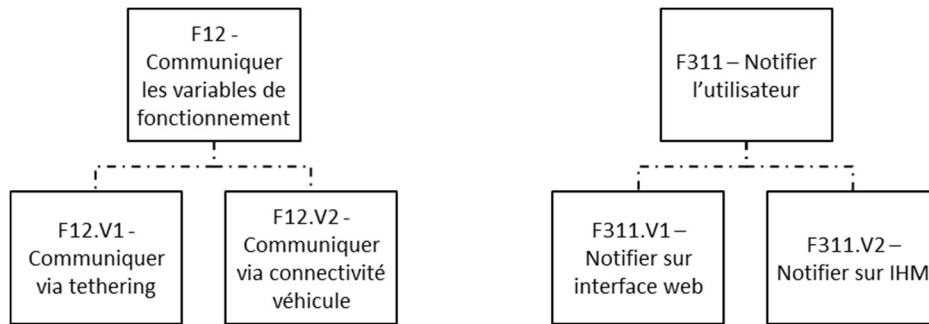 F12 -
Communiquer
les variables de
fonctionnement
F311 – Notifier
l’utilisateur
F12.V1 -
Communiquer
via tethering
F12.V2 -
Communiquer
via connectivité
véhicule
F311.V1 –
Notifier sur
interface web
F311.V2 –
Notifier sur IHM